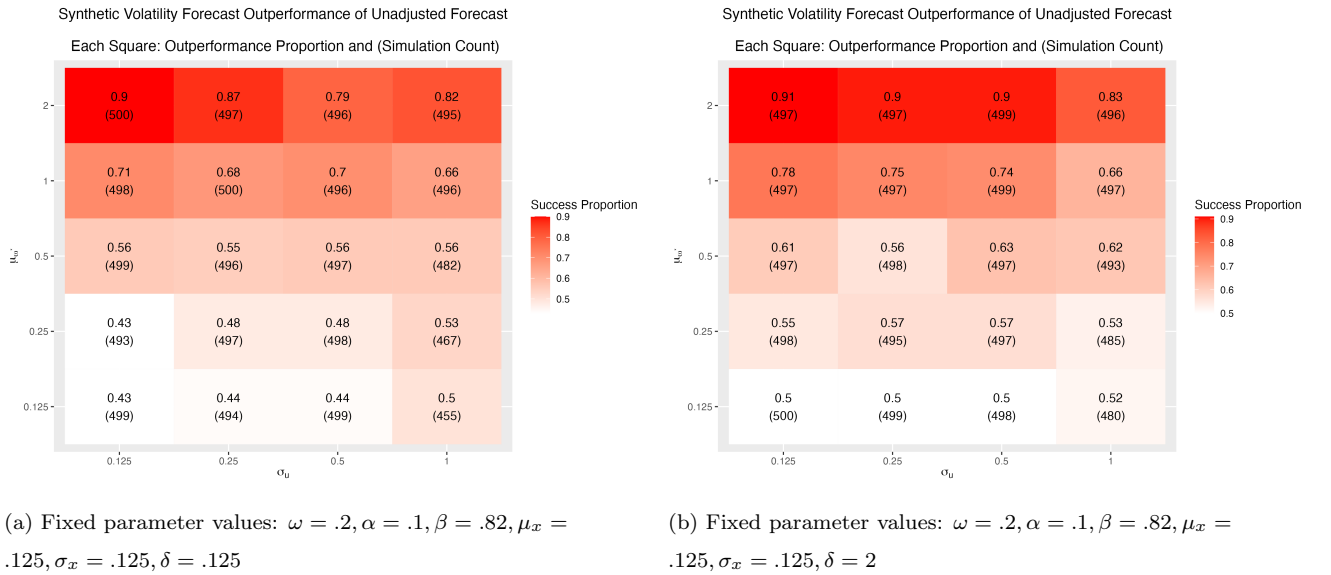 Synthetic Volatility Forecast Outperformance of Unadjusted Forecast
Each Square: Outperformance Proportion and (Simulation Count)
2
0.9 0.87 0.79 0.82
(500) (497) (496) (495)
1
0.71 0.68 0.7 0.66
(498) (500) (496) (496)
0.5
0.56 0.55 0.56 0.56
(499) (496) (497) (482)
0.25
0.43 0.48 0.48 0.53
(493) (497) (498) (467)
0.125
0.43 0.44 0.44 0.5
(499) (494) (499) (455)
0.125 0.25 0.5 1
σu
Success Proportion
0.9
0.8
0.7
0.6
0.5
(a) Fixed parameter values: ω = .2, α = .1, β = .82, μx =
.125, σx = .125, δ = .125
Synthetic Volatility Forecast Outperformance of Unadjusted Forecast
Each Square: Outperformance Proportion and (Simulation Count)
2
0.91 0.9 0.9 0.83
(497) (497) (499) (496)
1
0.78 0.75 0.74 0.66
(497) (497) (499) (497)
0.5
0.61 0.56 0.63 0.62
(497) (498) (497) (493)
0.25
0.55 0.57 0.57 0.53
(498) (495) (497) (485)
0.125
0.5 0.5 0.5 0.52
(500) (499) (498) (480)
0.125 0.25 0.5 1
σu
Success Proportion
0.9
0.8
0.7
0.6
0.5
(b) Fixed parameter values: ω = .2, α = .1, β = .82, μx =
.125, σx = .125, δ = 2